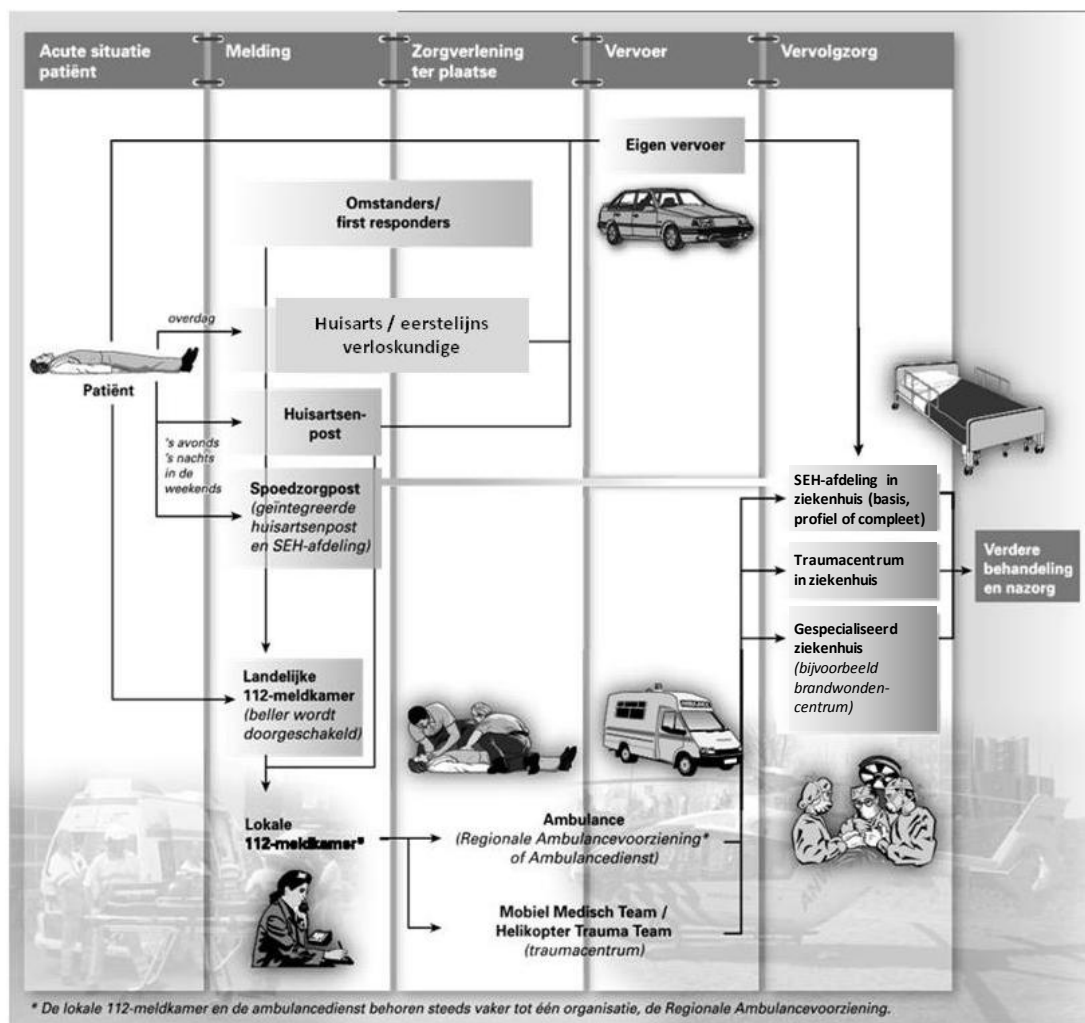 Acute situatie
patiënt
Melding
Zorgverlening
ter plaatse
Vervoer
Vervolgzorg
Eigen vervoer
Omstanders/
first responders
overdag
Huisarts / eerstelijns
verloskundige
Patiënt
Huisartsen-
post
's avonds
's nachts
in de
weekends
Spoedzorgpost
(geïntegreerde
huisartsenpost
en SEH-afdeling)
SEH-afdeling in
ziekenhuis (basis,
profiel of compleet)
Traumacentrum
in ziekenhuis
Verdere
behandeling
en nazorg
Gespecialiseerd
ziekenhuis
(bijvoorbeeld
brandwonden-
centrum)
Landelijke
112-meldkamer
(beller wordt
doorgeschakeld)
AMBULANCE
Lokale
112-meldkamer*
Ambulance
(Regionale Ambulancevoorziening*
of Ambulancedienst)
Mobiel Medisch Team /
Helikopter Trauma Team
(traumacentrum)
* De lokale 112-meldkamer en de ambulancedienst behoren steeds vaker tot één organisatie, de Regionale Ambulancevoorziening.